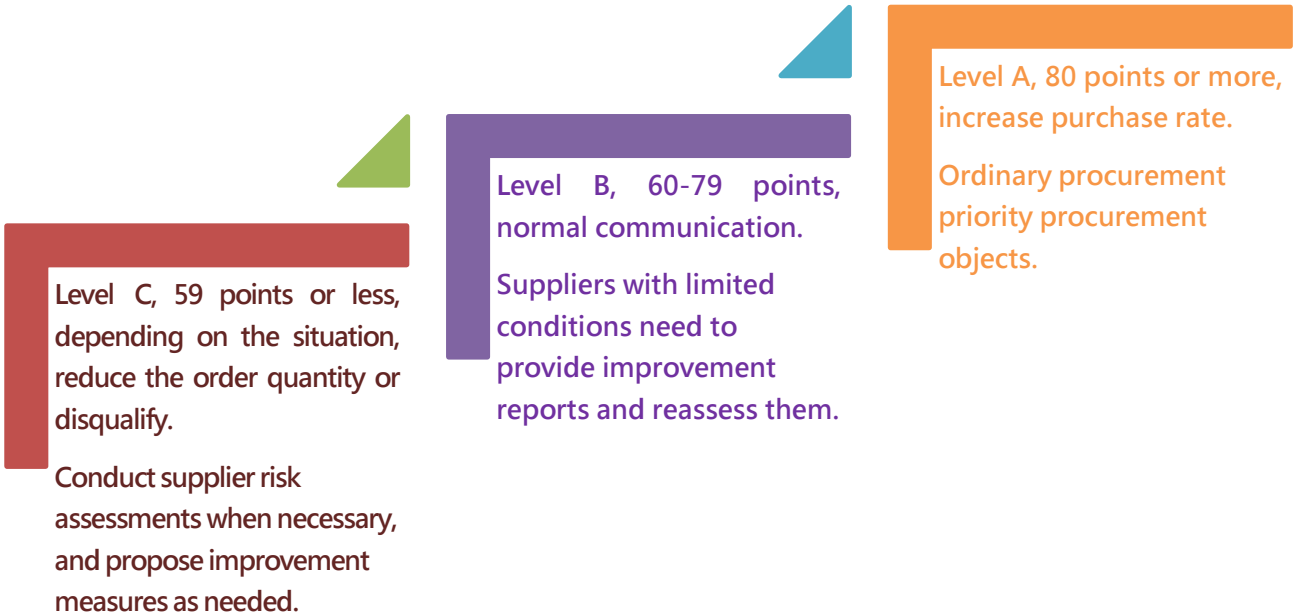 Level C, 59 points or less,
depending on the situation,
reduce the order quantity or
disqualify.
Conduct supplier risk
assessments when necessary,
and propose improvement
measures as needed.
Level B, 60-79 points,
normal communication.
Suppliers with limited
conditions need to
provide improvement
reports and reassess them.
Level A, 80 points or more,
increase purchase rate.
Ordinary procurement
priority procurement
objects.